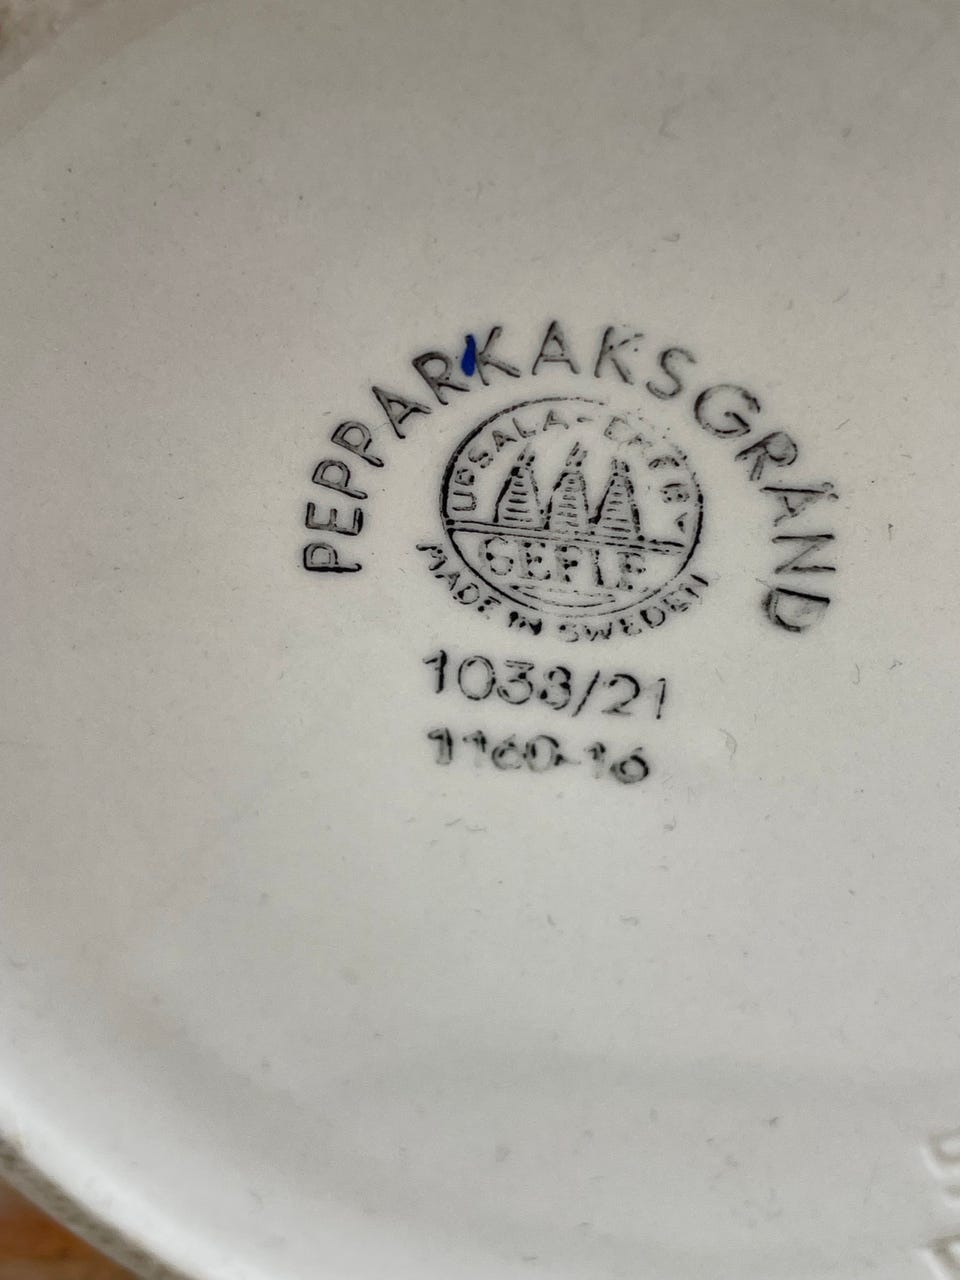 PEPPARKAKSGRÄND
UPSALA-EKEBY
GEFLE
MADE IN SWEDEN
1038/21
1160-16